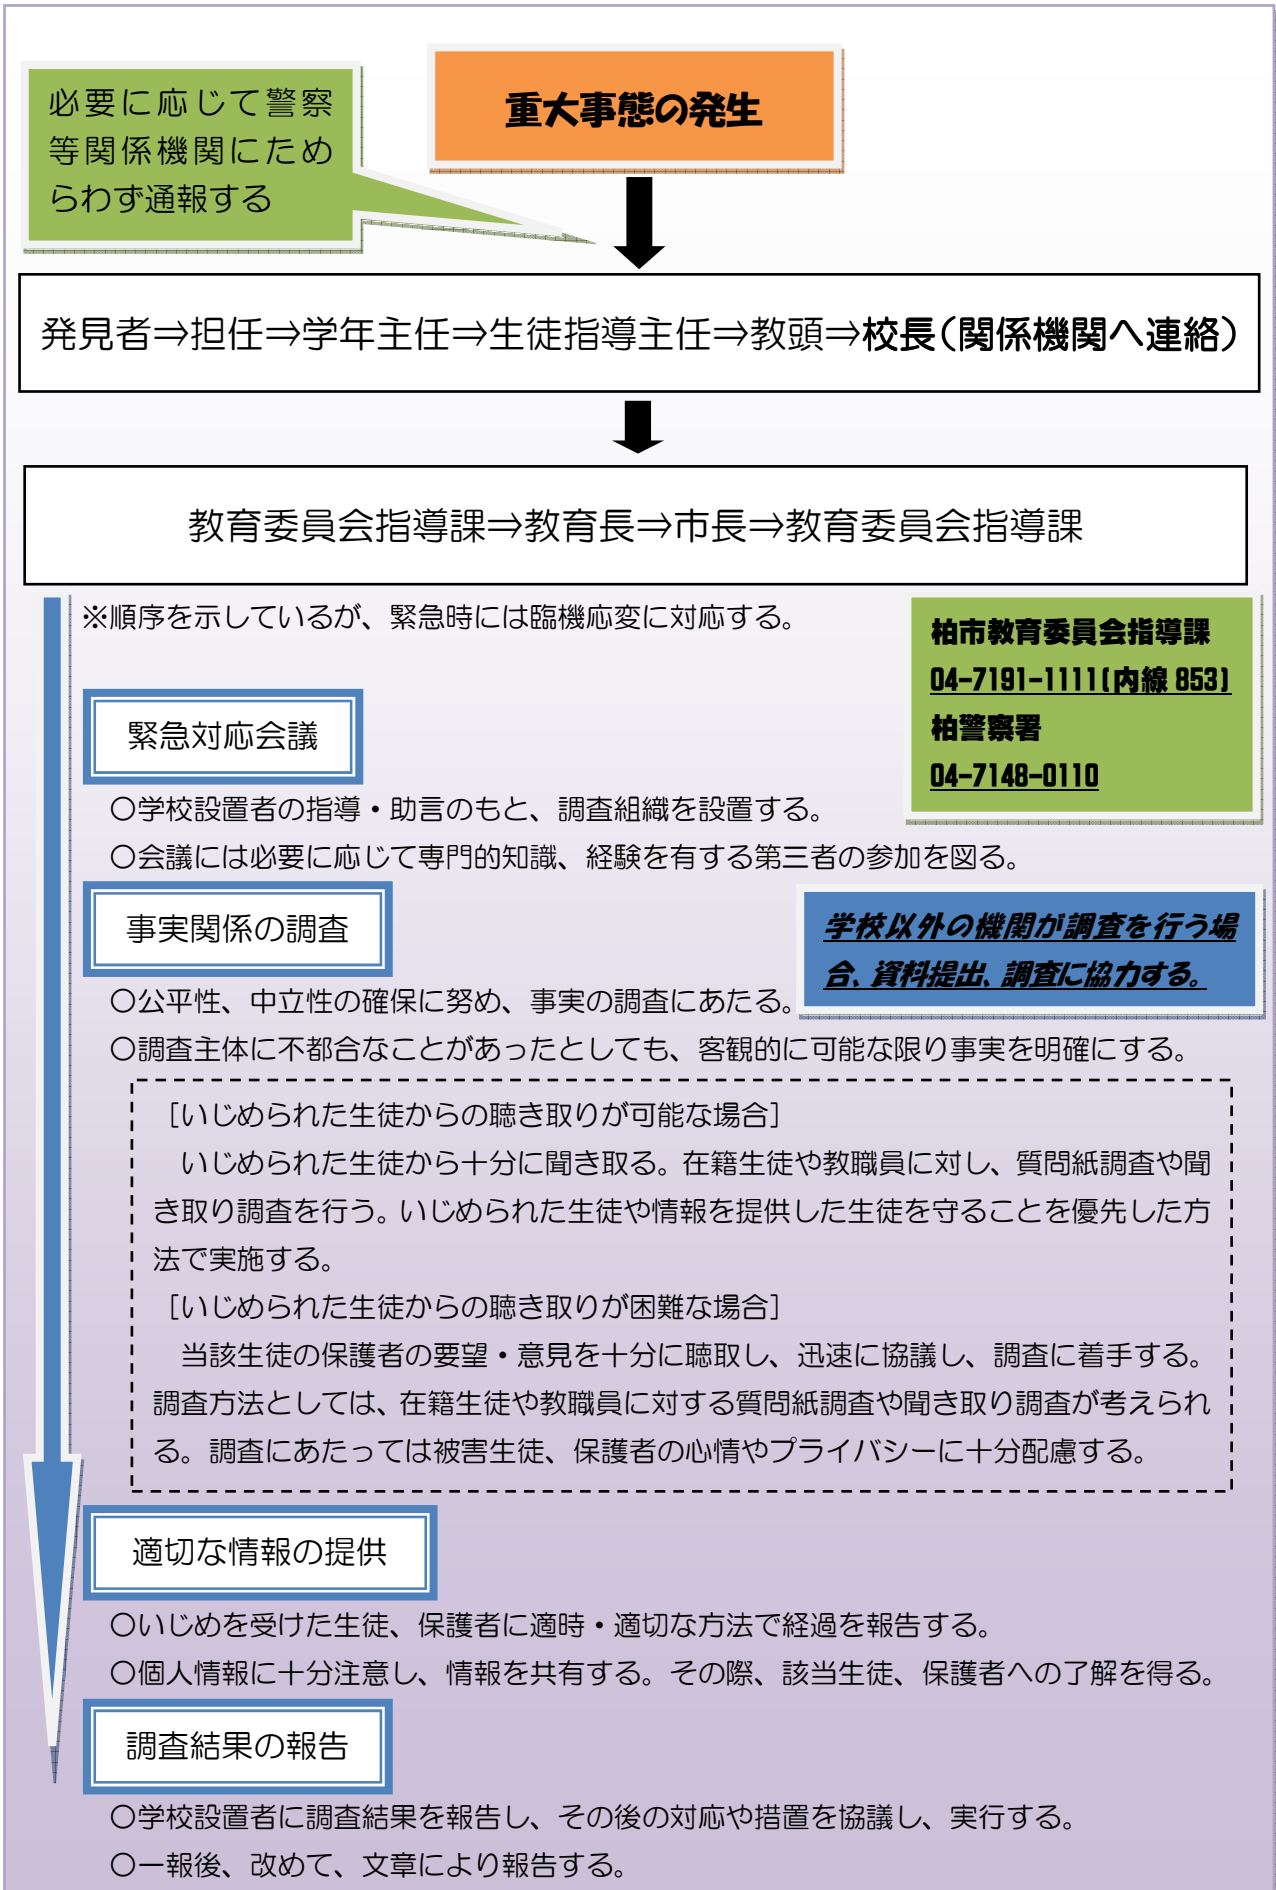 重大事態の発生
必要に応じて警察
等関係機関にため
らわず通報する
発見者⇒担任⇒学年主任⇒生徒指導主任⇒教頭⇒校長(関係機関へ連絡)
教育委員会指導課⇒教育長⇒市長⇒教育委員会指導課
※順序を示しているが、緊急時には臨機応変に対応する。
柏市教育委員会指導課
04-7191-1111(内線 853)
柏警察署
04-7148-0110
緊急対応会議
○学校設置者の指導・助言のもと、調査組織を設置する。
○会議には必要に応じて専門的知識、経験を有する第三者の参加を図る。
事実関係の調査
学校以外の機関が調査を行う場
合、資料提出、調査に協力する。
○公平性、中立性の確保に努め、事実の調査にあたる。
○調査主体に不都合なことがあったとしても、客観的に可能な限り事実を明確にする。
［いじめられた生徒からの聴き取りが可能な場合］
いじめられた生徒から十分に聞き取る。在籍生徒や教職員に対し、質問紙調査や聞
き取り調査を行う。いじめられた生徒や情報を提供した生徒を守ることを優先した方
法で実施する。
［いじめられた生徒からの聴き取りが困難な場合］
当該生徒の保護者の要望・意見を十分に聴取し、迅速に協議し、調査に着手する。
調査方法としては、在籍生徒や教職員に対する質問紙調査や聞き取り調査が考えられ
る。調査にあたっては被害生徒、保護者の心情やプライバシーに十分配慮する。
適切な情報の提供
○いじめを受けた生徒、保護者に適時・適切な方法で経過を報告する。
○個人情報に十分注意し、情報を共有する。その際、該当生徒、保護者への了解を得る。
調査結果の報告
○学校設置者に調査結果を報告し、その後の対応や措置を協議し、実行する。
○一報後、改めて、文章により報告する。